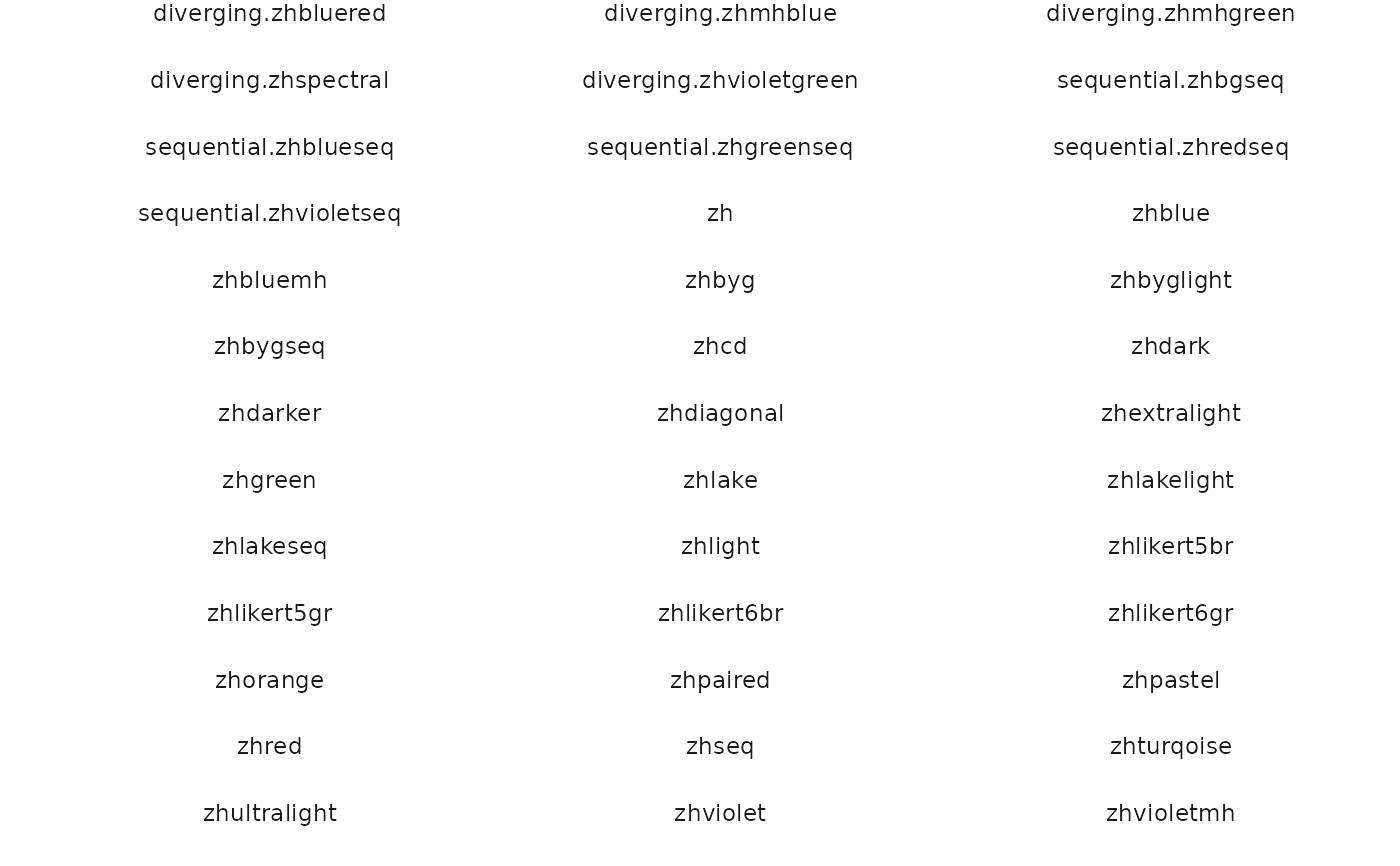 diverging.zhbluered diverging.zhmhblue diverging.zhmhgreen
diverging.zhspectral diverging.zhvioletgreen sequential.zhbgseq
sequential.zhblueseq sequential.zhgreenseq sequential.zhredseq
sequential.zhvioletseq zh zhblue
zhbluemh zhbyg zhbyglight
zhbygseq zhcd zhdark
zhdarker zhdiagonal zhextralight
zhgreen zhlake zhlakelight
zhlakeseq zhlight zhlikert5br
zhlikert5gr zhlikert6br zhlikert6gr
zhorange zhpaired zhpastel
zhred zhseq zhturqoise
zhultralight zhviolet zhvioletmh